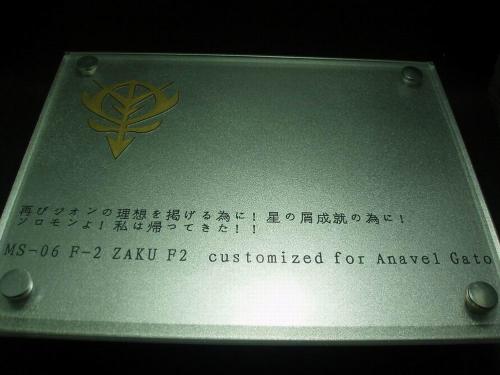 再びジオンの理想を掲げる為に！星の屑成就の為に！
ソロモンよ！私は帰ってきた！！
MS-06 F-2 ZAKU F2 customized for Anavel Gato